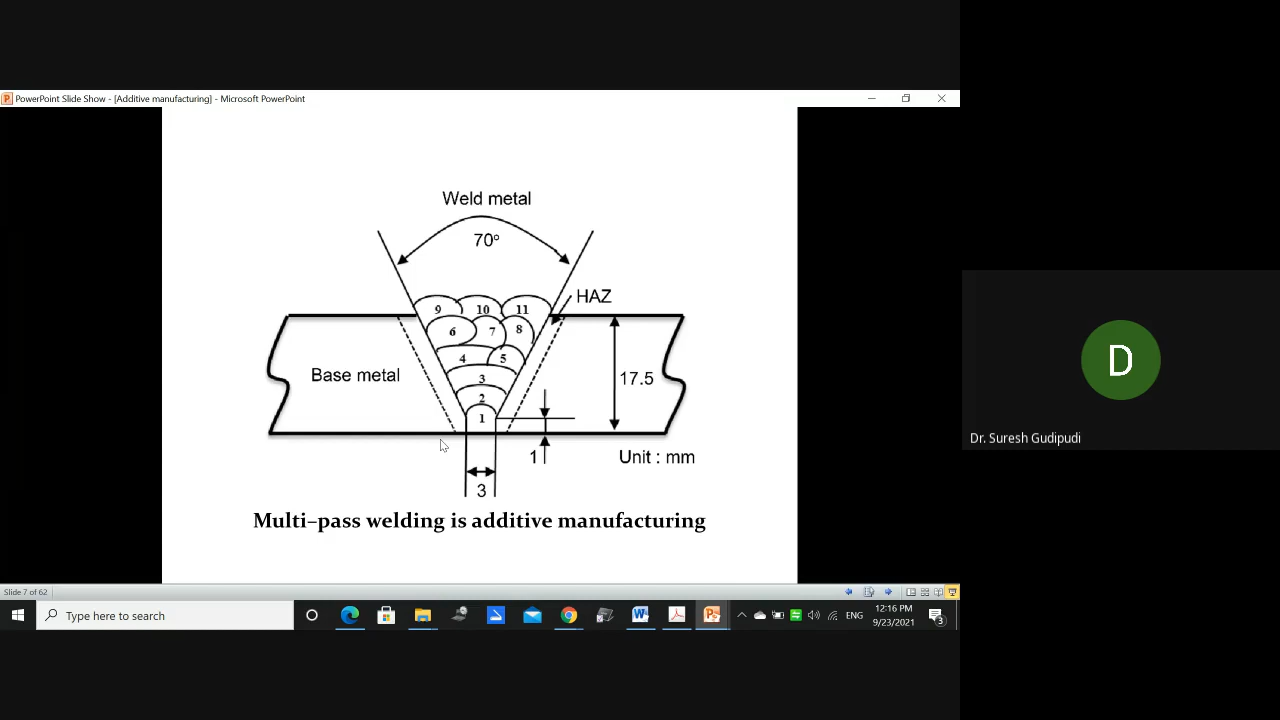 PowerPoint Slide Show - [Additive manufacturing] - Microsoft PowerPoint
Weld metal
70°
HAZ
9 10 11
6 7 8
4 5
3
2
1
Base metal
17.5
1
Unit : mm
3
Multi–pass welding is additive manufacturing
D
Dr. Suresh Gudipudi
Slide 7 of 62
Type here to search
ENG
12:16 PM
9/23/2021
3